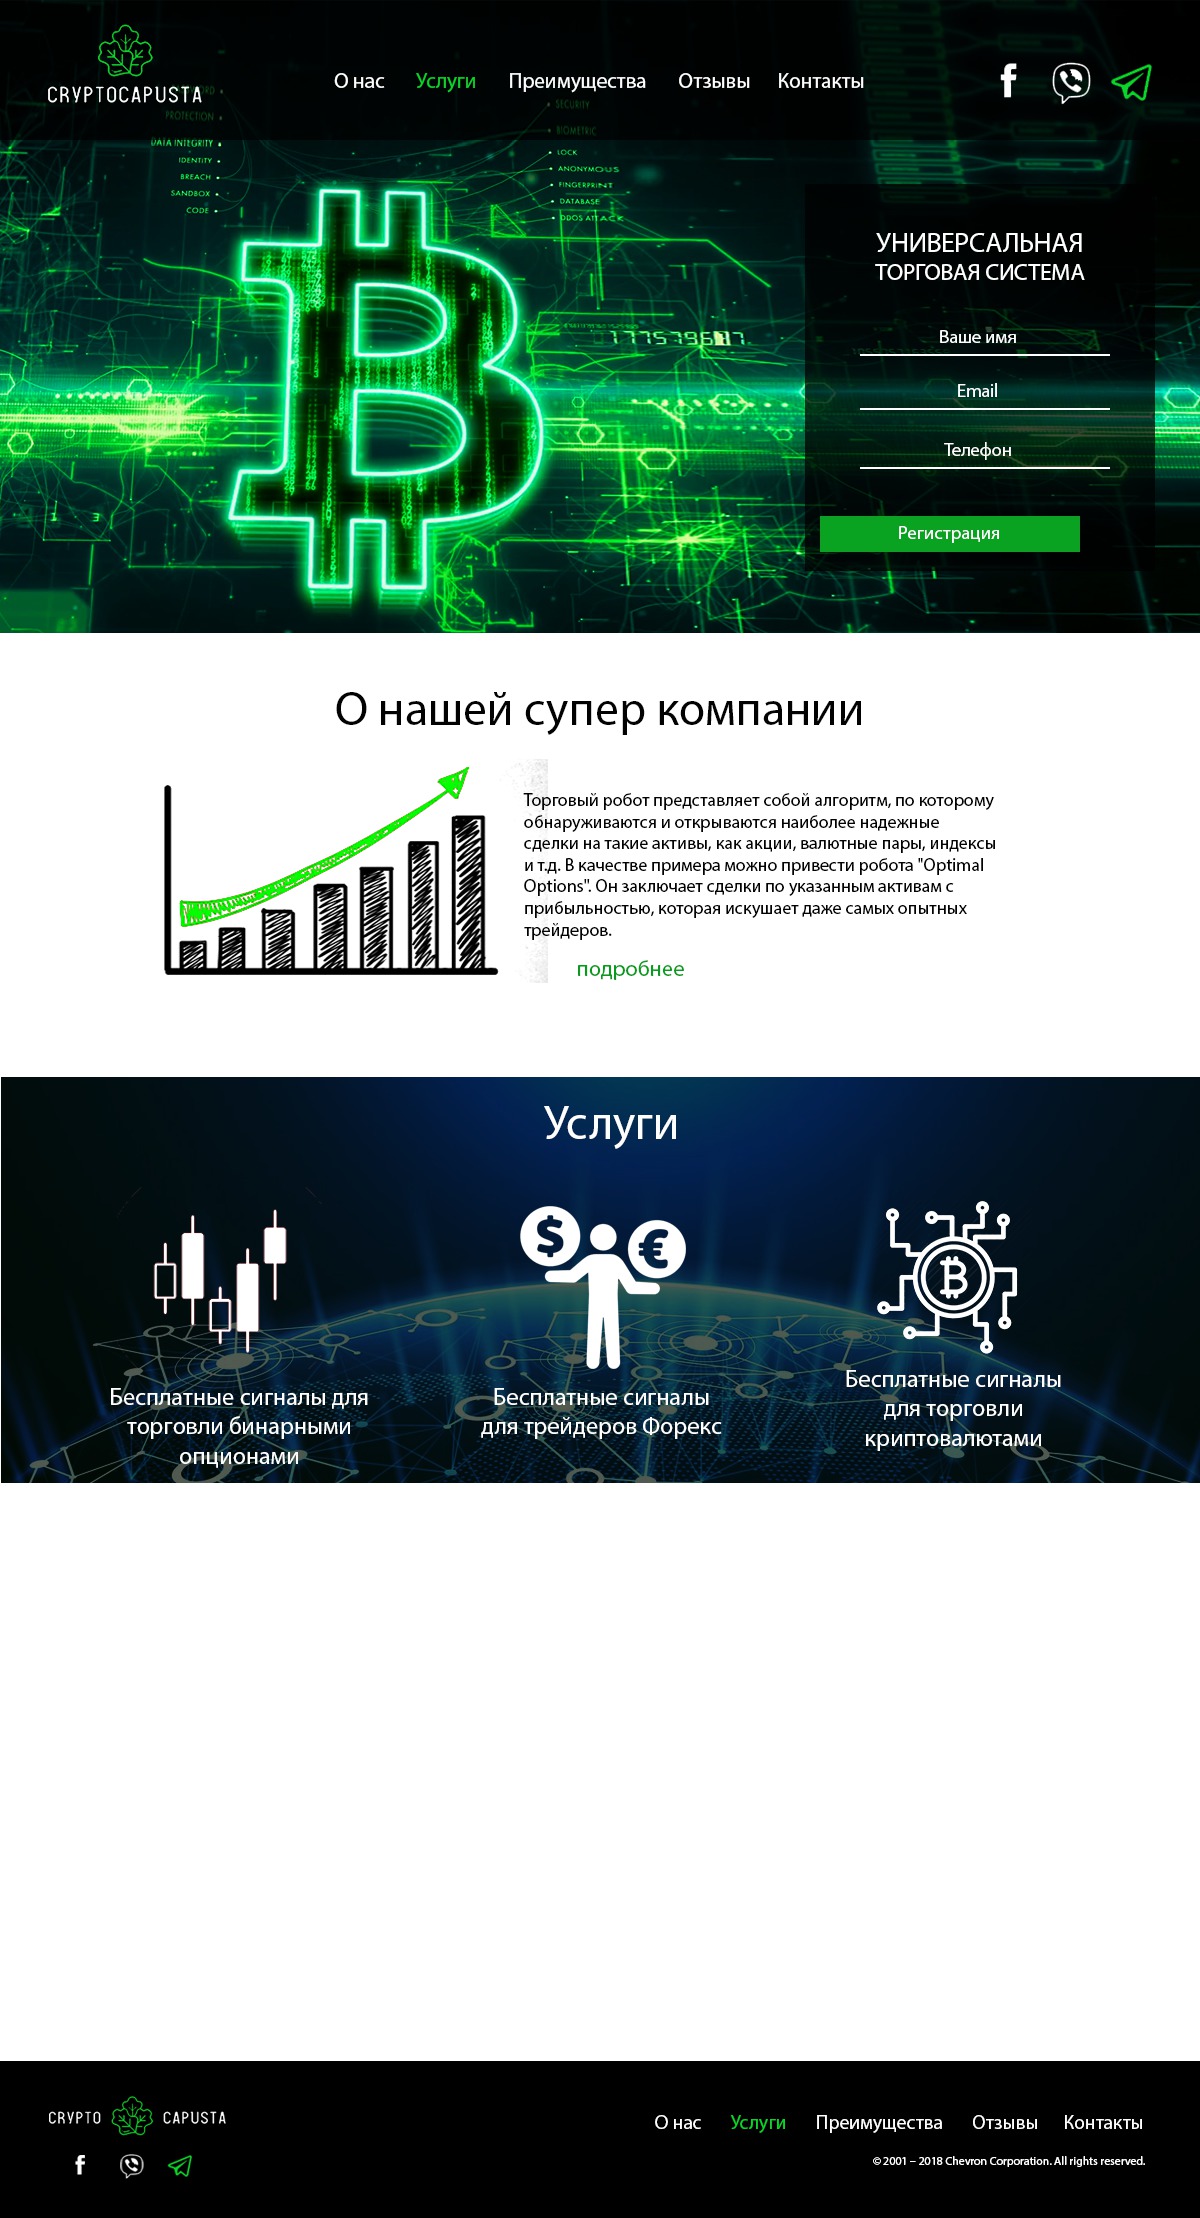 CRYPTOCAPUSTA
О нас Услуги Преимущества Отзывы Контакты
PROTECTION
DATA INTEGRITY
IDENTITY
BREACH
SANDBOX
CODE
SECURITY
BIOMETRIC
LOCK
ANONYMOUS
FINGERPRINT
DATABASE
DDOS ATTACK
УНИВЕРСАЛЬНАЯ
ТОРГОВАЯ СИСТЕМА
Ваше имя
Email
Телефон
Регистрация
О нашей супер компании
Торговый робот представляет собой алгоритм, по которому
обнаруживаются и открываются наиболее надежные
сделки на такие активы, как акции, валютные пары, индексы
и т.д. В качестве примера можно привести робота "Optimal
Options". Он заключает сделки по указанным активам с
прибыльностью, которая искушает даже самых опытных
трейдеров.
подробнее
Услуги
Бесплатные сигналы для
торговли бинарными
опционами
Бесплатные сигналы
для трейдеров Форекс
Бесплатные сигналы
для торговли
криптовалютами
CRYPTO CAPUSTA
О нас Услуги Преимущества Отзывы Контакты
© 2001 – 2018 Chevron Corporation. All rights reserved.